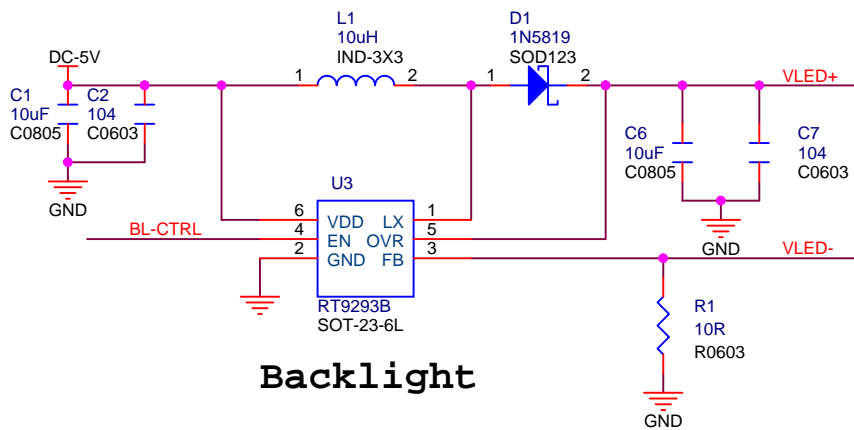 L1
10uH
IND-3X3
D1
1N5819
SOD123
DC-5V
1
2
1
2
VLED+
C1
10uF
C0805
C2
104
C0603
C6
10uF
C0805
C7
104
C0603
GND
U3
6
VDD
LX
1
BL-CTRL
4
EN
OVR
5
2
GND
FB
3
GND
VLED-
RT9293B
SOT-23-6L
R1
10R
R0603
Backlight
GND